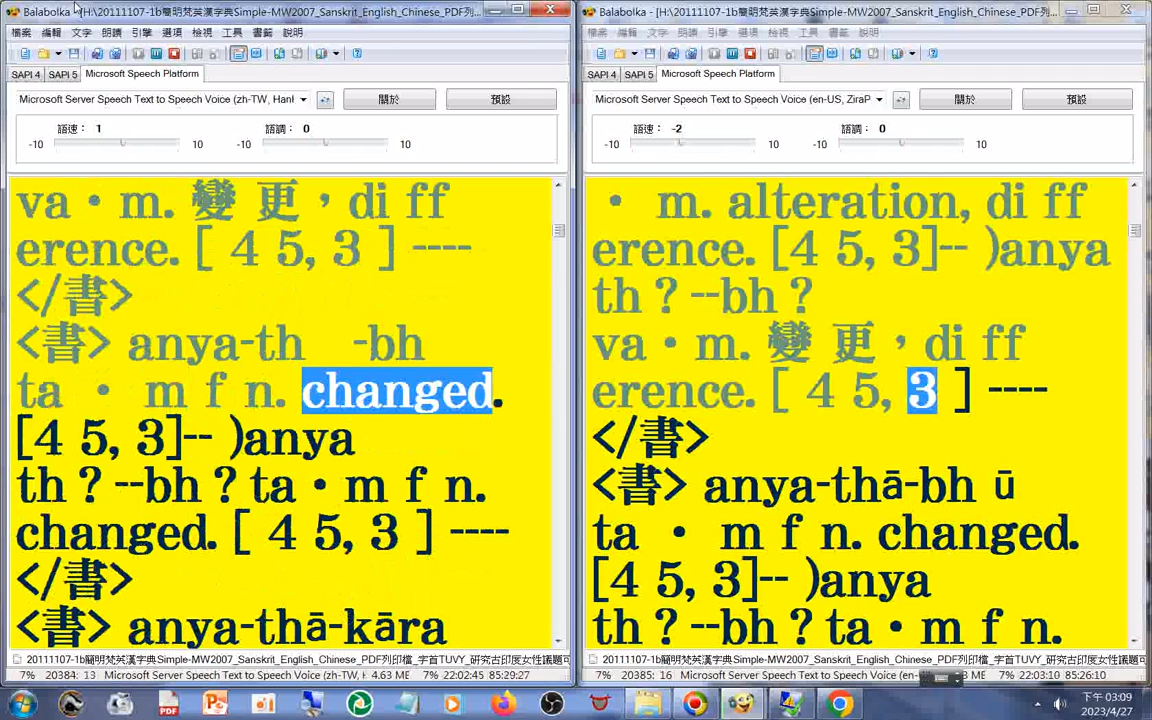 Balabolka - [H:\20111107-1b簡明梵英漢字典Simple-MW2007_Sanskrit_English_Chinese_PDF列...
檔案 編輯 文字 朗讀 引擎 選項 檢視 工具 書籤 說明
SAPI 4 SAPI 5 Microsoft Speech Platform
Microsoft Server Speech Text to Speech Voice (zh-TW, Hanl
關於 預設
語速: 1 語調: 0
-10 10 -10 10
va·m. 變 更，di ff
erence. [ 4 5, 3 ] ----
</書>
<書> anya-th -bh
ta · m f n. changed.
[4 5, 3]-- )anya
th？--bh？ta·m f n.
changed. [ 4 5, 3 ] ----
</書>
<書> anya-thā-kāra
20111107-1b簡明梵英漢字典Simple-MW2007_Sanskrit_English_Chinese_PDF列印檔_字首TUVY_研究古印度女性議題可
7% 20384: 13 Microsoft Server Speech Text to Speech Voice (zh-TW, H 4.63 ME 7% 22:02:45 85:29:27
Balabolka - [H:\20111107-1b簡明梵英漢字典Simple-MW2007_Sanskrit_English_Chinese_PDF列...
檔案 編輯 文字 朗讀 引擎 選項 檢視 工具 書籤 說明
SAPI 4 SAPI 5 Microsoft Speech Platform
Microsoft Server Speech Text to Speech Voice (en-US, ZiraP
關於 預設
語速: -2 語調: 0
-10 10 -10 10
· m. alteration, di ff
erence. [4 5, 3]-- )anya
th？--bh？
va·m. 變 更，di ff
erence. [ 4 5, 3 ] ----
</書>
<書> anya-thā-bh ū
ta · m f n. changed.
[4 5, 3]-- )anya
th？--bh？ta·m f n.
20111107-1b簡明梵英漢字典Simple-MW2007_Sanskrit_English_Chinese_PDF列印檔_字首TUVY_研究古印度女性議題可
7% 20385: 16 Microsoft Server Speech Text to Speech Voice 7% 22:03:10 85:26:10
下午 03:09
2023/4/27